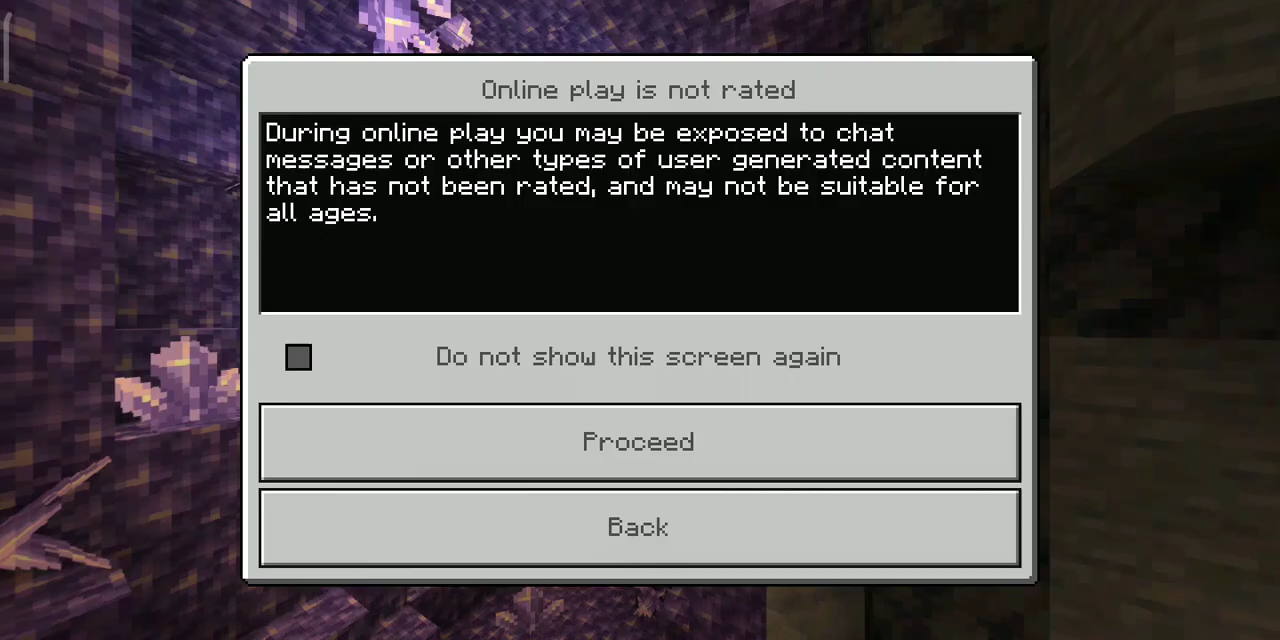 Online play is not rated
During online play you may be exposed to chat
messages or other types of user generated content
that has not been rated, and may not be suitable for
all ages.
Do not show this screen again
Proceed
Back